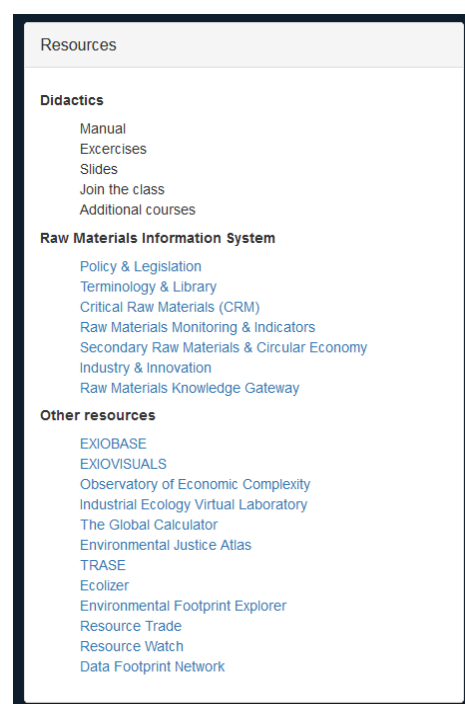 Resources
Didactics
Manual
Excercises
Slides
Join the class
Additional courses
Raw Materials Information System
Policy & Legislation
Terminology & Library
Critical Raw Materials (CRM)
Raw Materials Monitoring & Indicators
Secondary Raw Materials & Circular Economy
Industry & Innovation
Raw Materials Knowledge Gateway
Other resources
EXIOBASE
EXIOVISUALS
Observatory of Economic Complexity
Industrial Ecology Virtual Laboratory
The Global Calculator
Environmental Justice Atlas
TRASE
Ecolizer
Environmental Footprint Explorer
Resource Trade
Resource Watch
Data Footprint Network